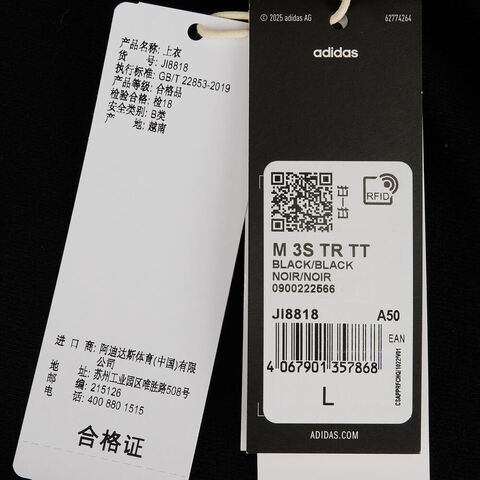 产品名称: 上衣
货 号: JI8818
执行标准: GB/T 22853-2019
产品等级: 合格品
检验合格: 检18
安全类别: B类
产 地: 越南
进 口 商: 阿迪达斯体育(中国)有限公司
地 址: 苏州工业园区唯胜路508号
邮 编: 215126
电 话: 400 880 1515
合格证
© 2025 adidas AG 62774264
adidas
RFID
M 3S TR TT
BLACK/BLACK
NOIR/NOIR
0900222566
JI8818 A50
EAN
4 067901 357868
L
ADIDAS.COM